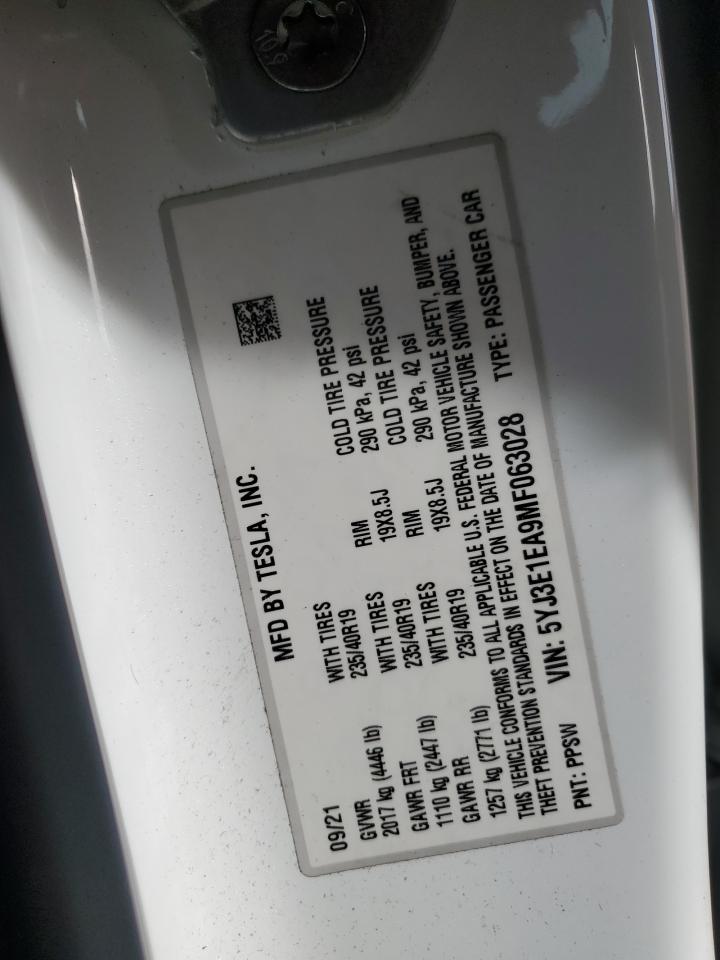 MFD BY TESLA, INC.
09/21
GVWR WITH TIRES RIM COLD TIRE PRESSURE
2017 kg (4446 lb) 235/40R19 19X8.5J 290 kPa, 42 psi
GAWR FRT WITH TIRES RIM COLD TIRE PRESSURE
1110 kg (2447 lb) 235/40R19 19X8.5J 290 kPa, 42 psi
GAWR RR WITH TIRES
1257 kg (2771 lb) 235/40R19
THIS VEHICLE CONFORMS TO ALL APPLICABLE U.S. FEDERAL MOTOR VEHICLE SAFETY, BUMPER, AND
THEFT PREVENTION STANDARDS IN EFFECT ON THE DATE OF MANUFACTURE SHOWN ABOVE.
PNT: PPSW VIN: 5YJ3E1EA9MF063028 TYPE: PASSENGER CAR